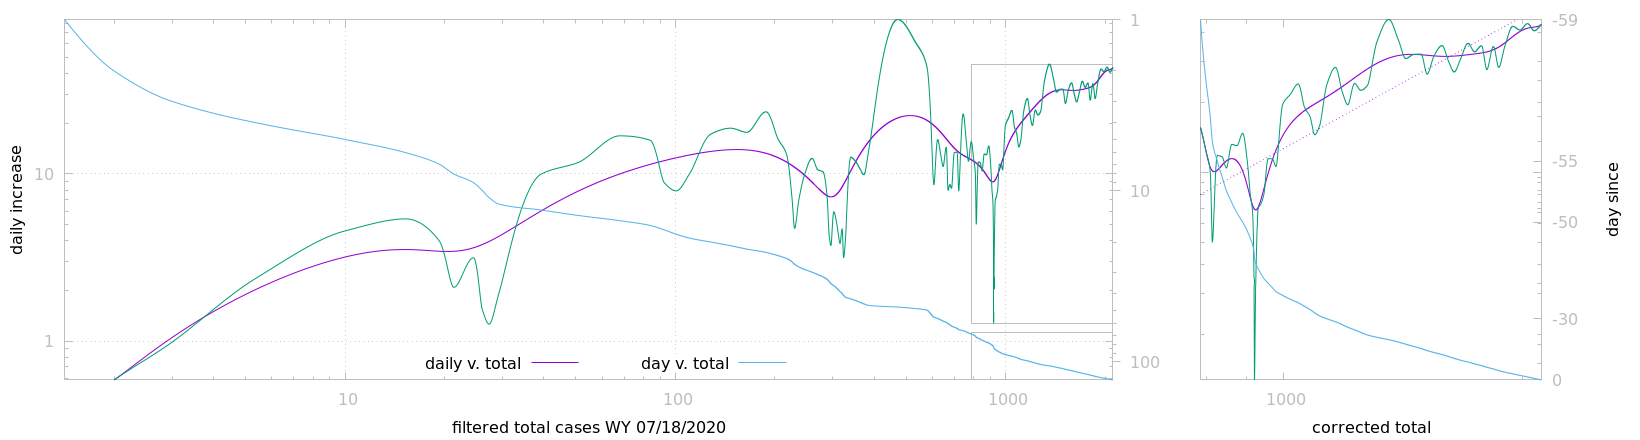 1
-59
daily increase
10
10
-55
-50
day since
1
-30
daily v. total
day v. total
100
0
10
100
1000
1000
filtered total cases WY 07/18/2020
corrected total